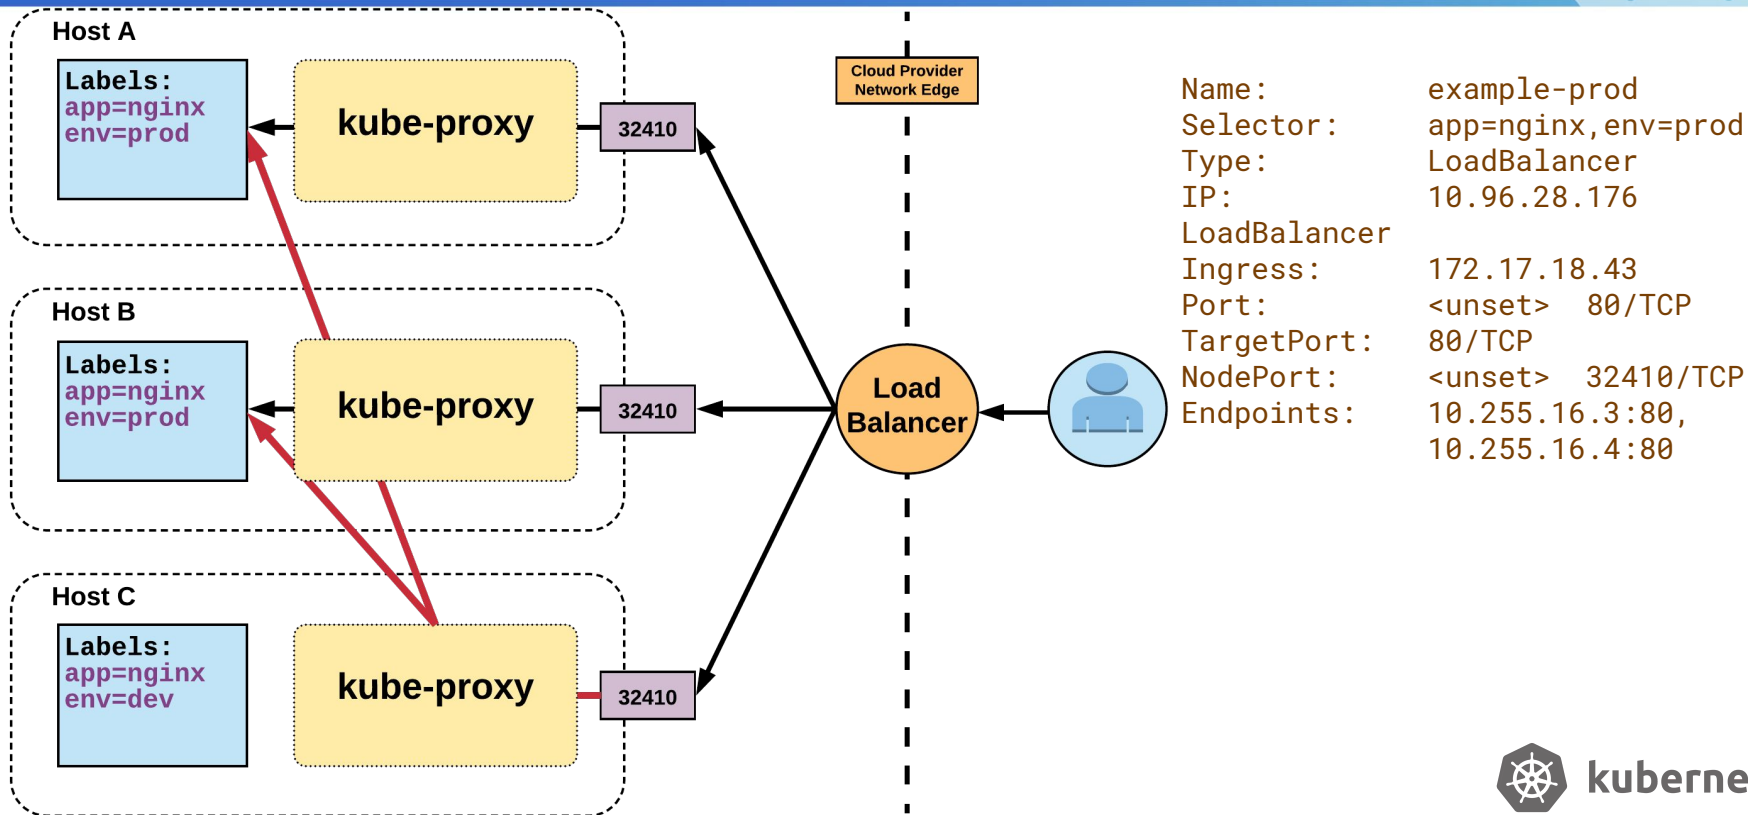 Host A
Labels:
app=nginx
env=prod
kube-proxy
32410
Cloud Provider
Network Edge
Host B
Labels:
app=nginx
env=prod
kube-proxy
32410
Load
Balancer
Host C
Labels:
app=nginx
env=dev
kube-proxy
32410
Name: example-prod
Selector: app=nginx,env=prod
Type: LoadBalancer
IP: 10.96.28.176
LoadBalancer
Ingress: 172.17.18.43
Port: <unset> 80/TCP
TargetPort: 80/TCP
NodePort: <unset> 32410/TCP
Endpoints: 10.255.16.3:80,
10.255.16.4:80
kuberne